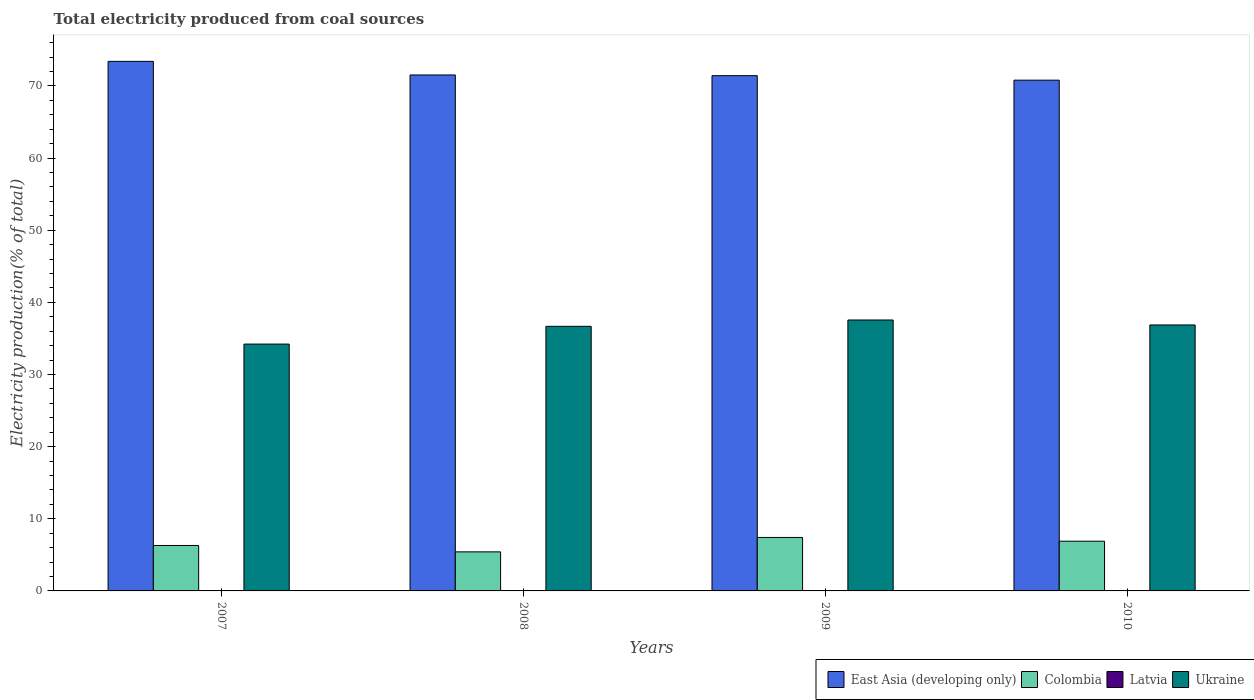 Total electricity produced from coal sources
Electricity production(% of total)
70
60
50
40
30
20
10
0
2007
2008
2009
2010
Years
East Asia (developing only)
Colombia
Latvia
Ukraine